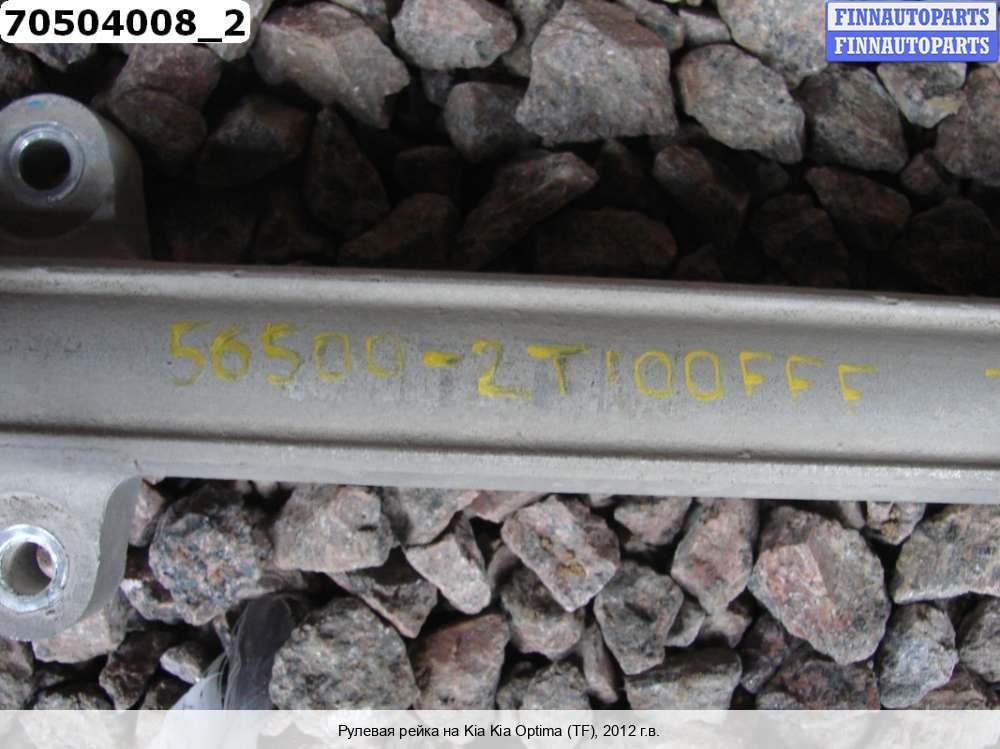 70504008_2
FINNAUTOPARTS
FINNAUTOPARTS
56500-2T100FFF
Рулевая рейка на Kia Kia Optima (TF), 2012 г.в.